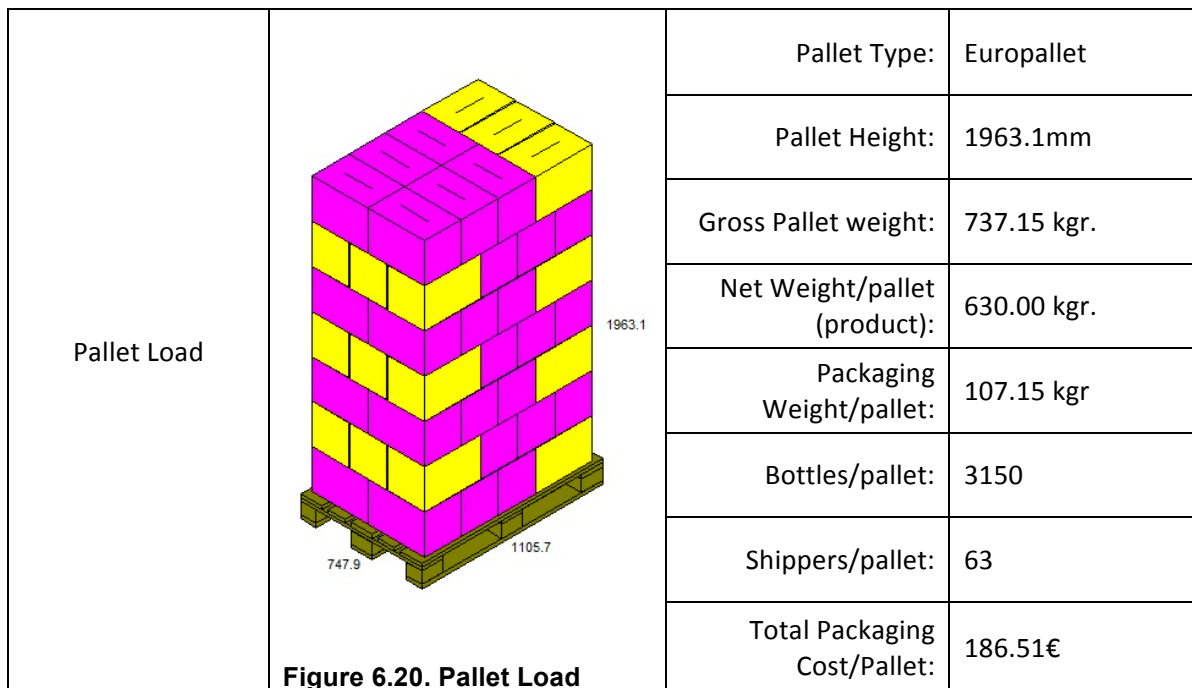 Pallet Load
1963.1
1105.7
747.9
Figure 6.20. Pallet Load
Pallet Type: Europallet
Pallet Height: 1963.1mm
Gross Pallet weight: 737.15 kgr.
Net Weight/pallet
(product): 630.00 kgr.
Packaging
Weight/pallet: 107.15 kgr
Bottles/pallet: 3150
Shippers/pallet: 63
Total Packaging
Cost/Pallet: 186.51€